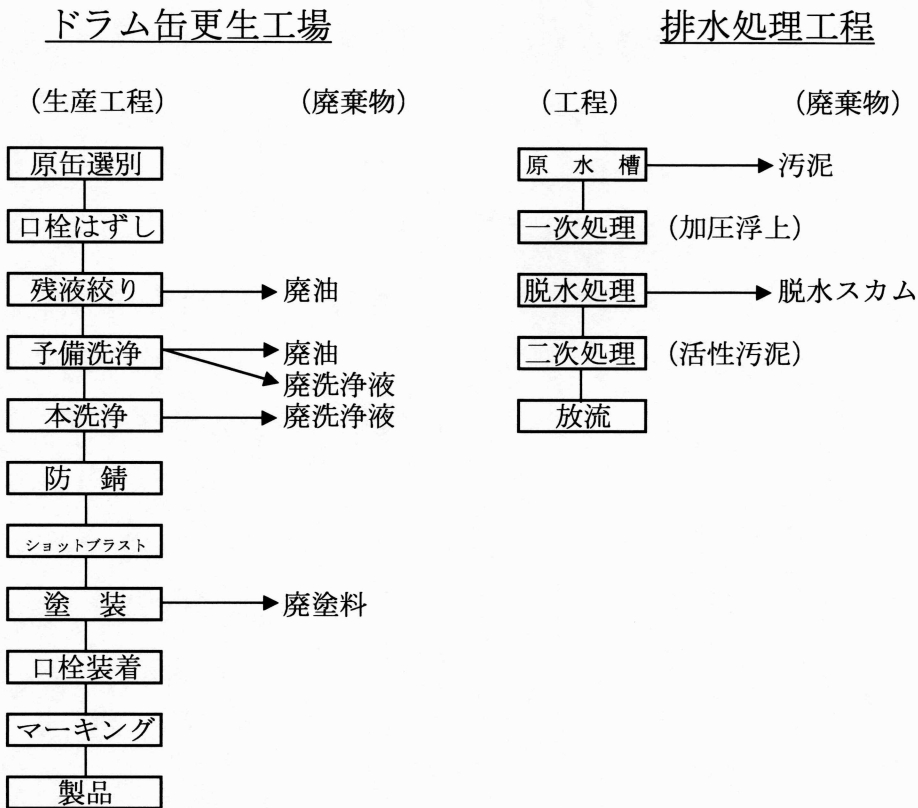 ドラム缶更生工場
(生産工程)
(廃棄物)
原缶選別
口栓はずし
残液絞り
廃油
予備洗浄
廃油
廃洗浄液
本洗浄
廃洗浄液
防 錆
ショットブラスト
塗 装
廃塗料
口栓装着
マーキング
製品
排水処理工程
(工程)
(廃棄物)
原 水 槽
汚泥
一次処理
(加圧浮上)
脱水処理
脱水スカム
二次処理
(活性汚泥)
放流